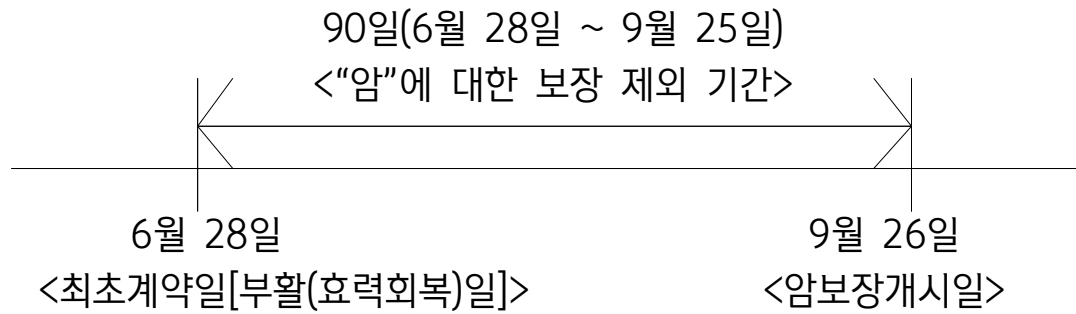 90일(6월 28일 ~ 9월 25일)
<“암”에 대한 보장 제외 기간>
6월 28일
9월 26일
<최초계약일[부활(효력회복)일]>
<암보장개시일>